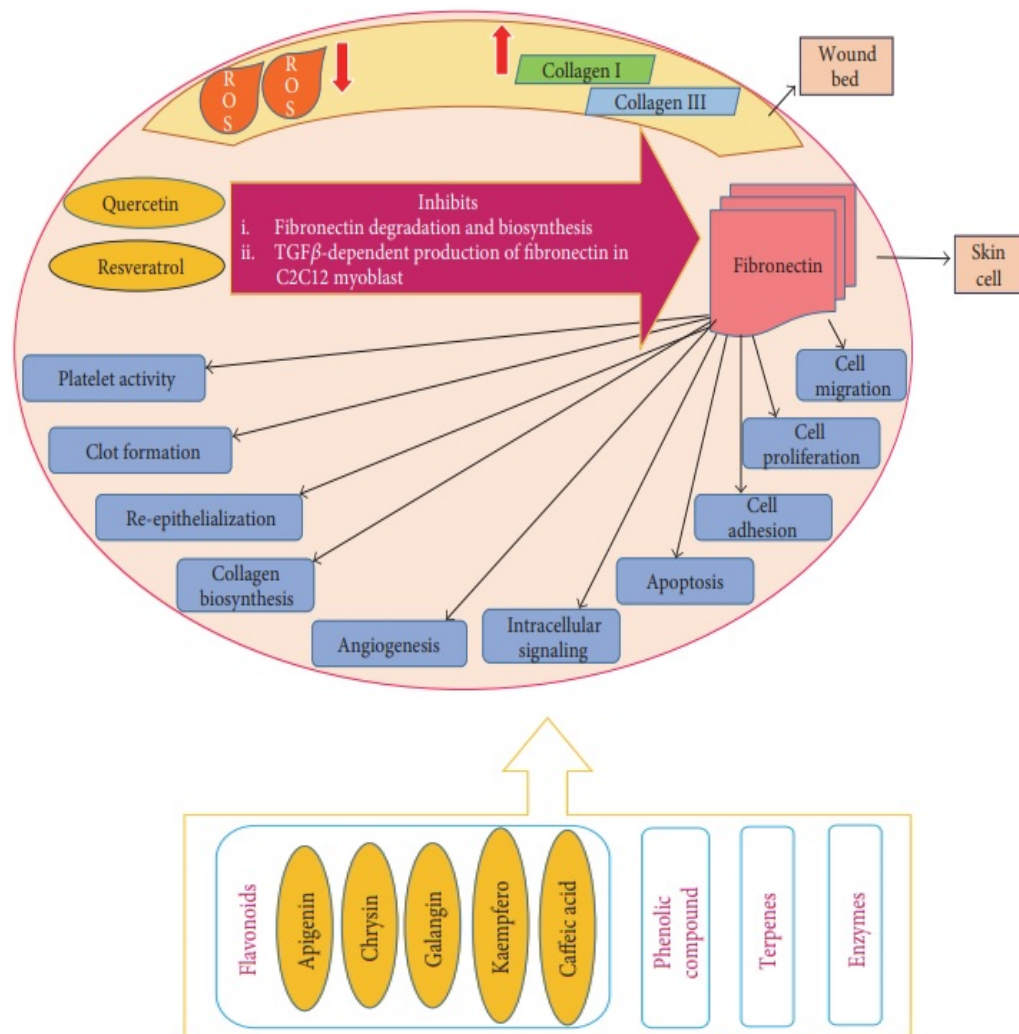 ROS
ROS
Collagen I
Collagen III
Wound
bed
Quercetin
Resveratrol
Inhibits
i. Fibronectin degradation and biosynthesis
ii. TGFβ-dependent production of fibronectin in
C2C12 myoblast
Fibronectin
Skin
cell
Platelet activity
Clot formation
Re-epithelialization
Collagen
biosynthesis
Angiogenesis
Intracellular
signaling
Apoptosis
Cell
adhesion
Cell
proliferation
Cell
migration
Flavonoids
Apigenin
Chrysin
Galangin
Kaempfero
Caffeic acid
Phenolic
compound
Terpenes
Enzymes